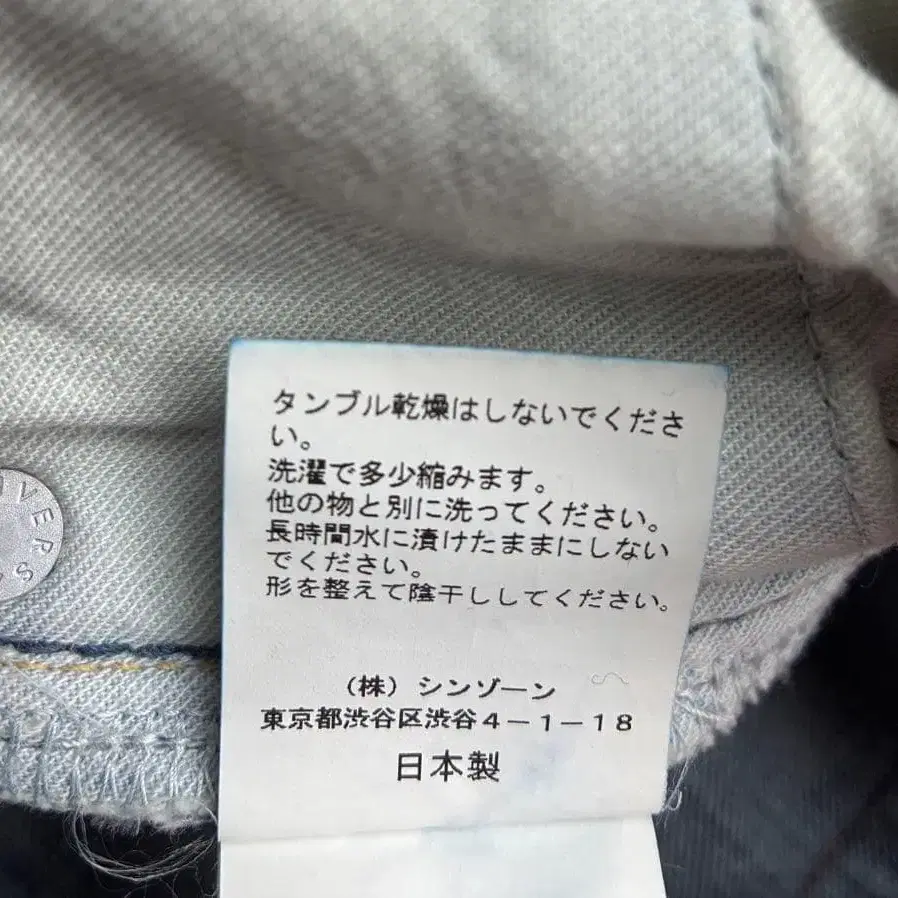 タンブル乾燥はしないでくださ
い。
洗濯で多少縮みます。
他の物と別に洗ってください。
長時間水に漬けたままにしない
でください。
形を整えて陰干ししてください。
（株）シンゾーン
東京都渋谷区渋谷4－1－18
日本製